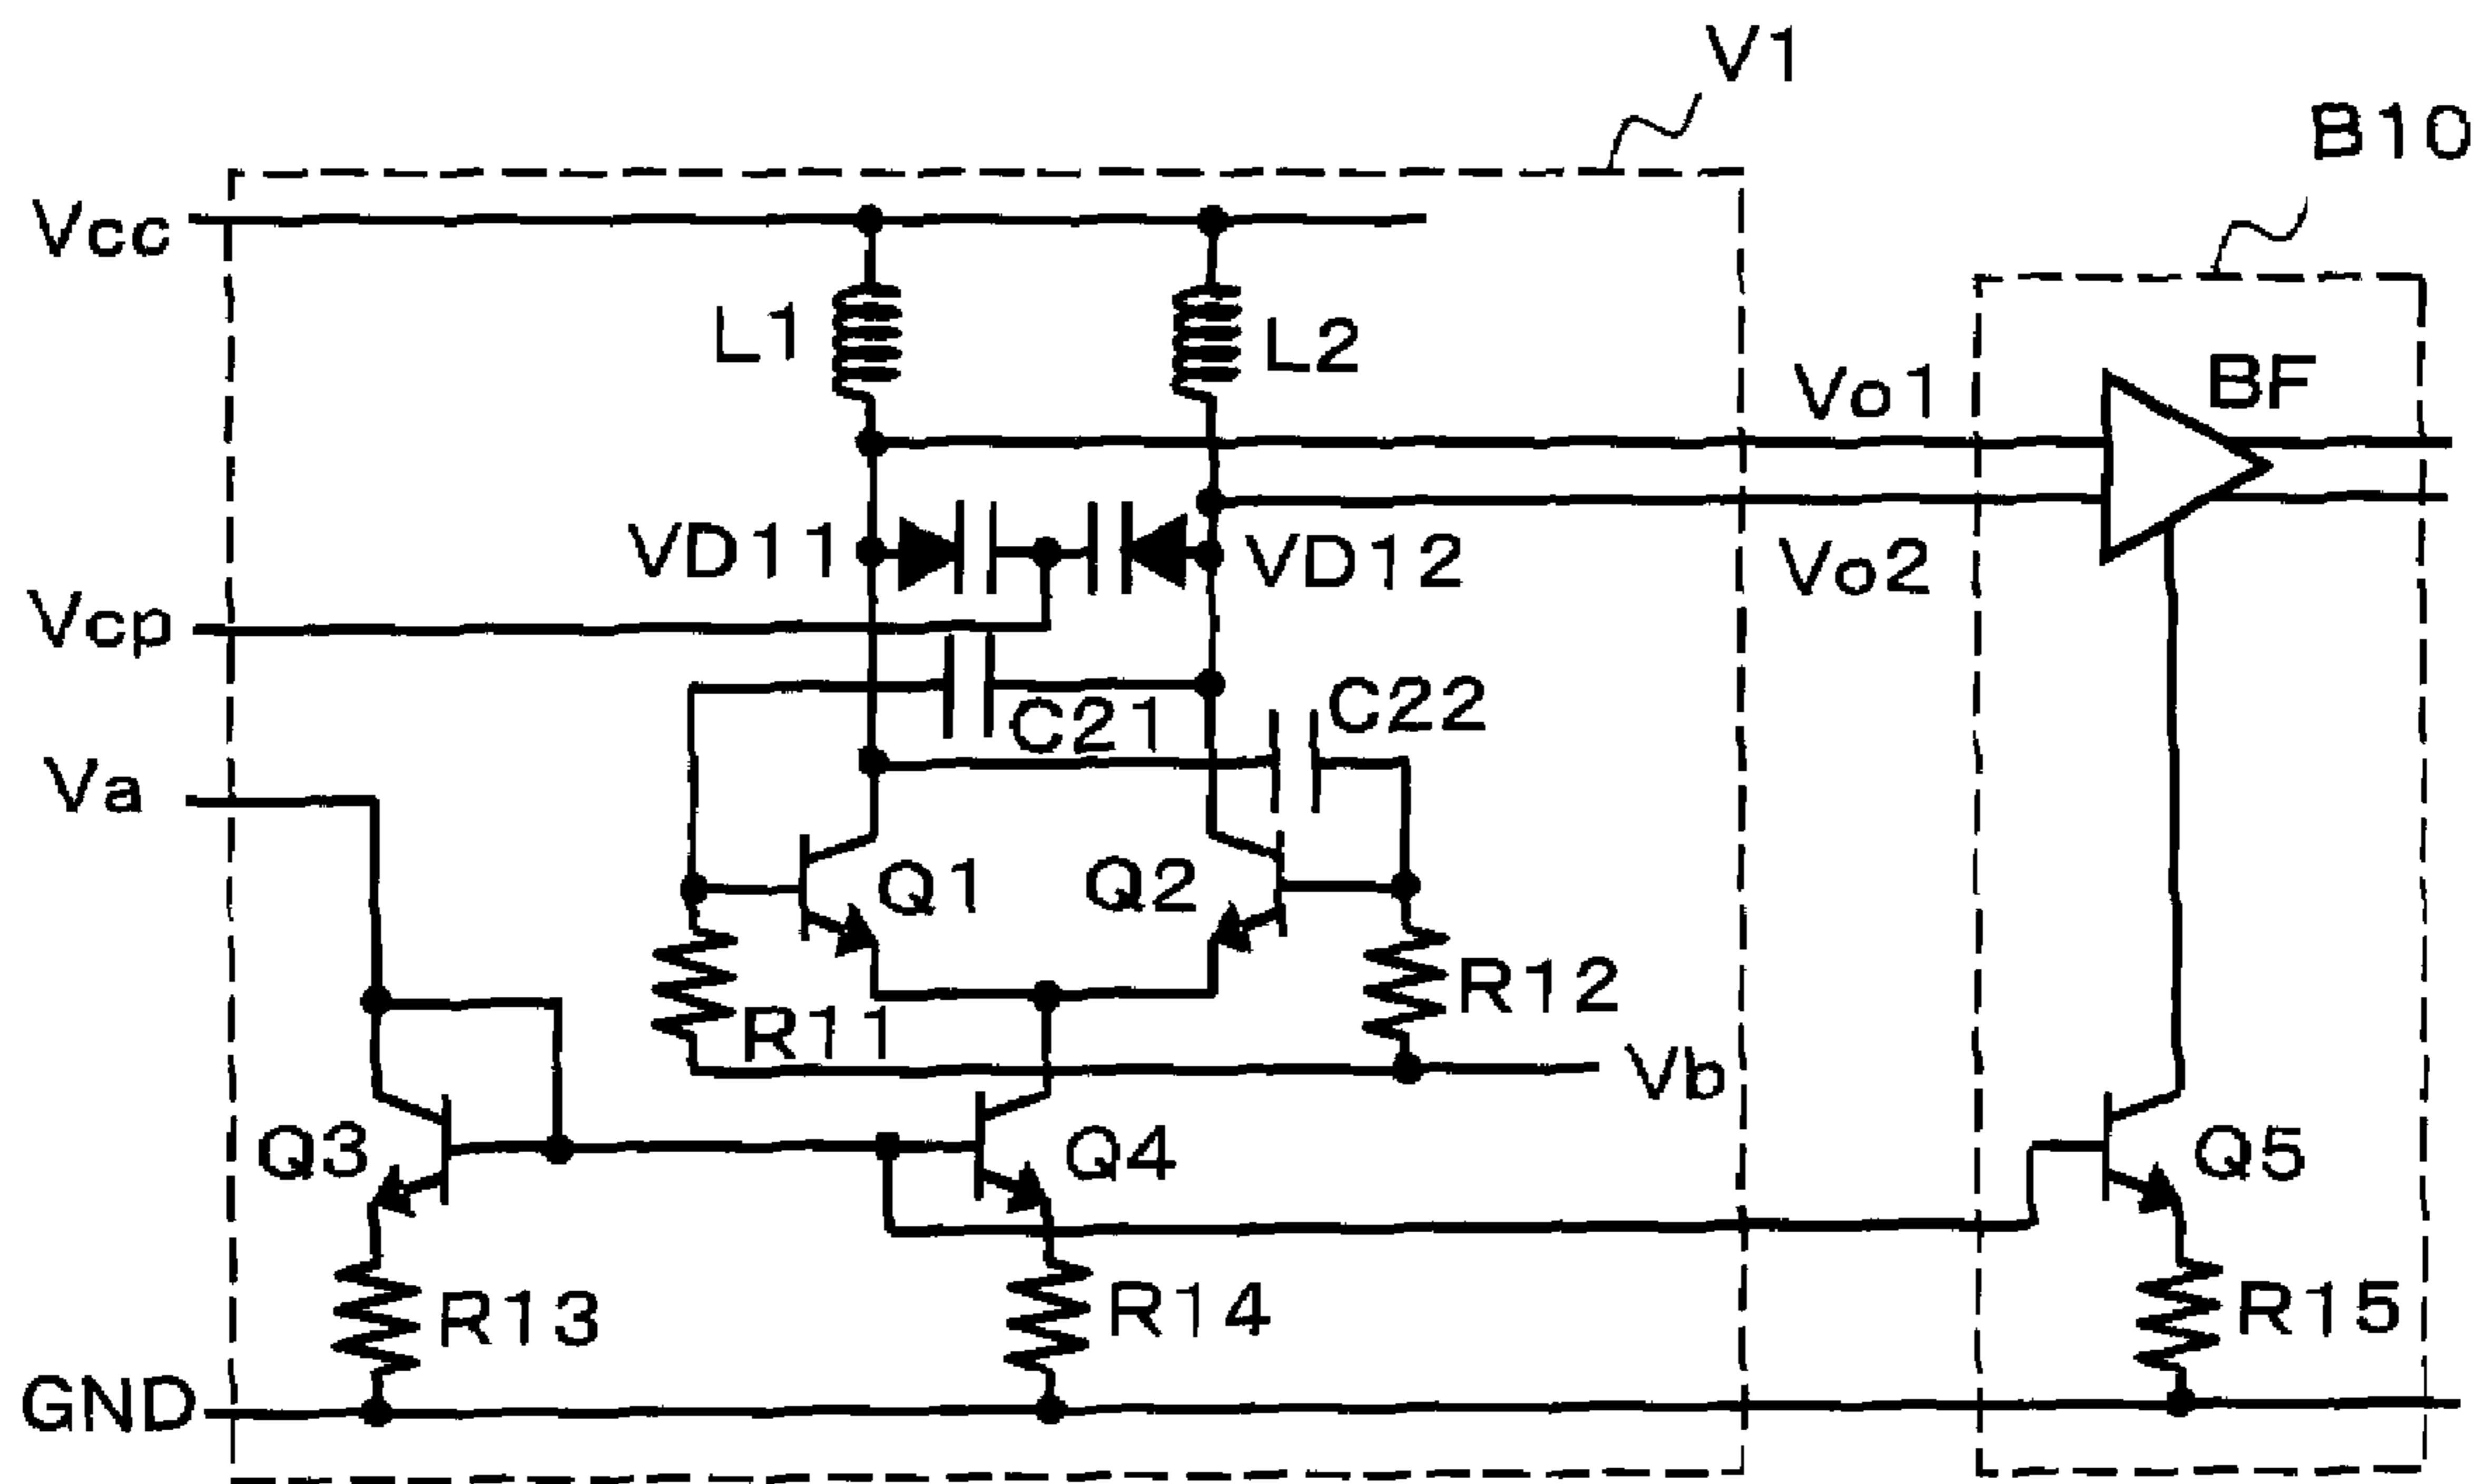 V1
B10
Vcc
L1
L2
Vo1
BF
VD11
VD12
Vo2
Vcp
C21
C22
Va
Q1
Q2
R11
R12
Vb
Q3
Q4
Q5
R13
R14
R15
GND